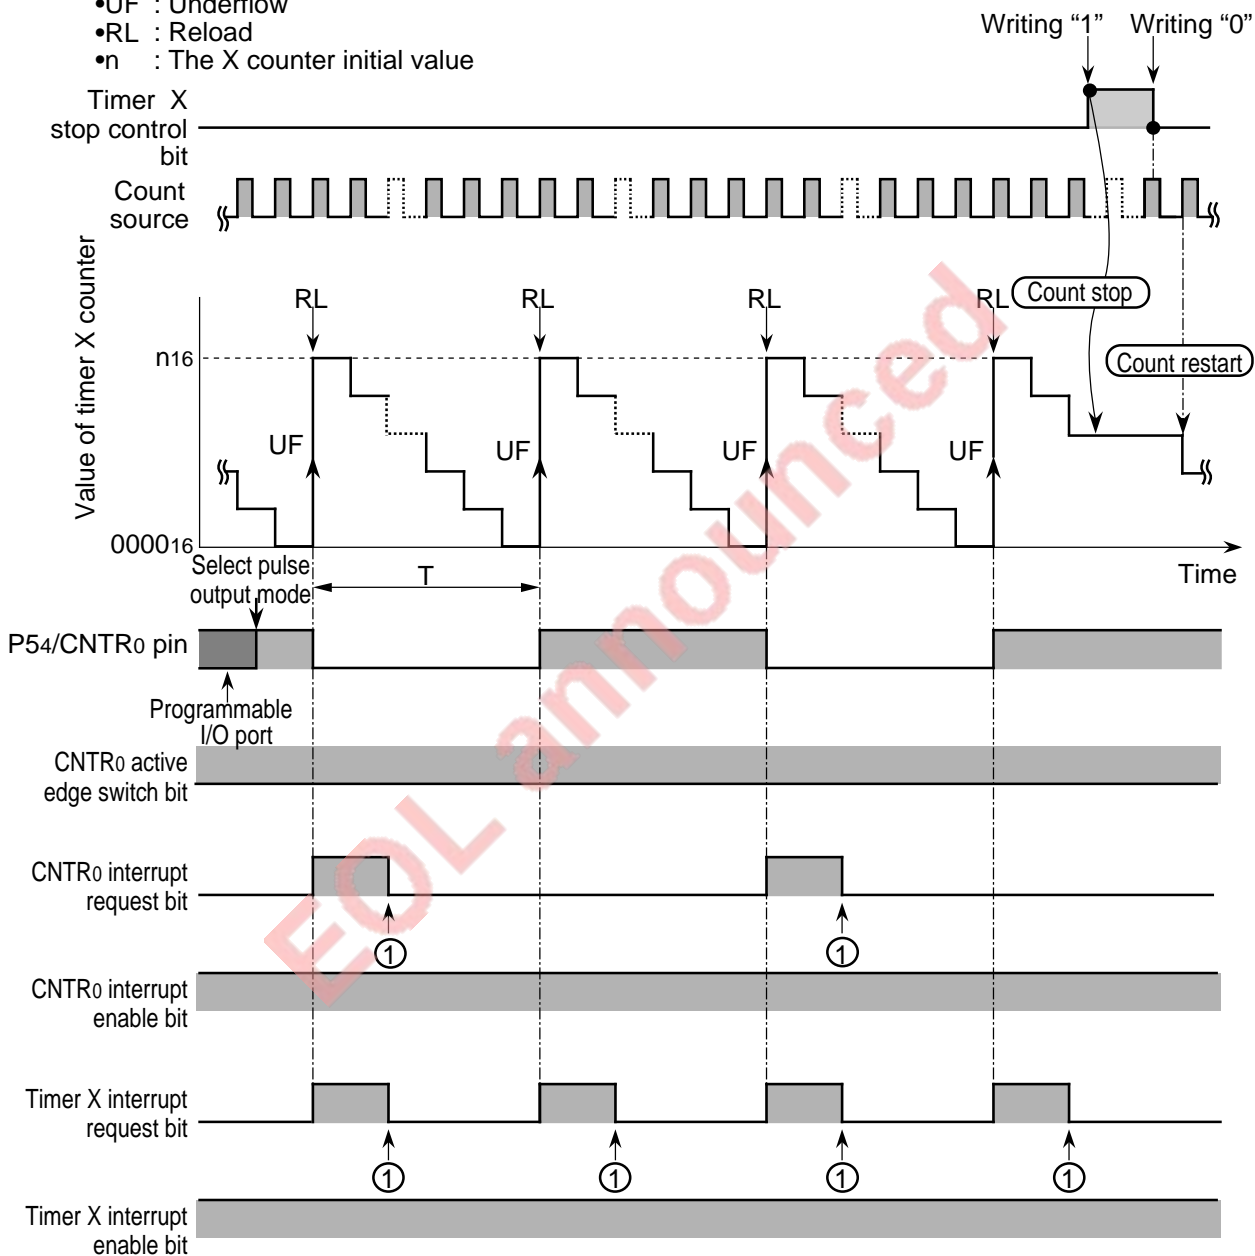 •UF : Underflow
•RL : Reload
•n : The X counter initial value
Writing “1” Writing “0”
Timer X
stop control
bit
Count
source
Value of timer X counter
RL RL RL RL
Count stop
n16
Count restart
UF UF UF UF
000016
Time
Select pulse
output mode
T
P54/CNTR0 pin
Programmable
I/O port
CNTR0 active
edge switch bit
CNTR0 interrupt
request bit
① ①
CNTR0 interrupt
enable bit
Timer X interrupt
request bit
① ① ① ①
Timer X interrupt
enable bit
EOL announced